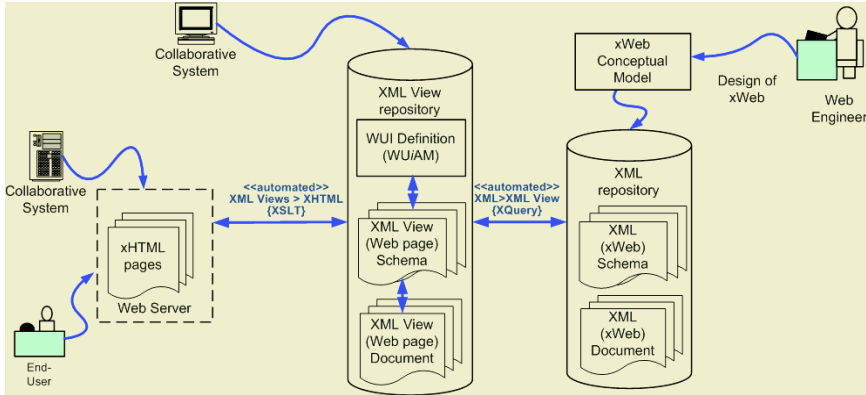 Collaborative
System
XML View
repository
WUI Definition
(WUiAM)
xWeb
Conceptual
Model
Design of
xWeb
Web
Engineer
Collaborative
System
<<automated>>
XML Views > XHTML
{XSLT}
<<automated>>
XML>XML View
{XQuery}
XML
repository
xHTML
pages
Web Server
XML View
(Web page)
Schema
XML View
(Web page)
Document
XML
(xWeb)
Schema
XML
(xWeb)
Document
End-
User